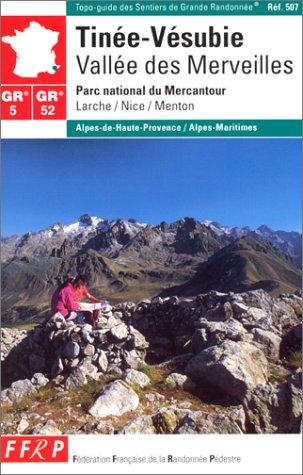 Topo-guide des Sentiers de Grande Randonnée® Réf. 507
Tinée-Vésubie
Vallée des Merveilles
GR® 5
GR® 52
Parc national du Mercantour
Larche / Nice / Menton
Alpes-de-Haute-Provence / Alpes-Maritimes
FFRP
Fédération Française de la Randonnée Pédestre